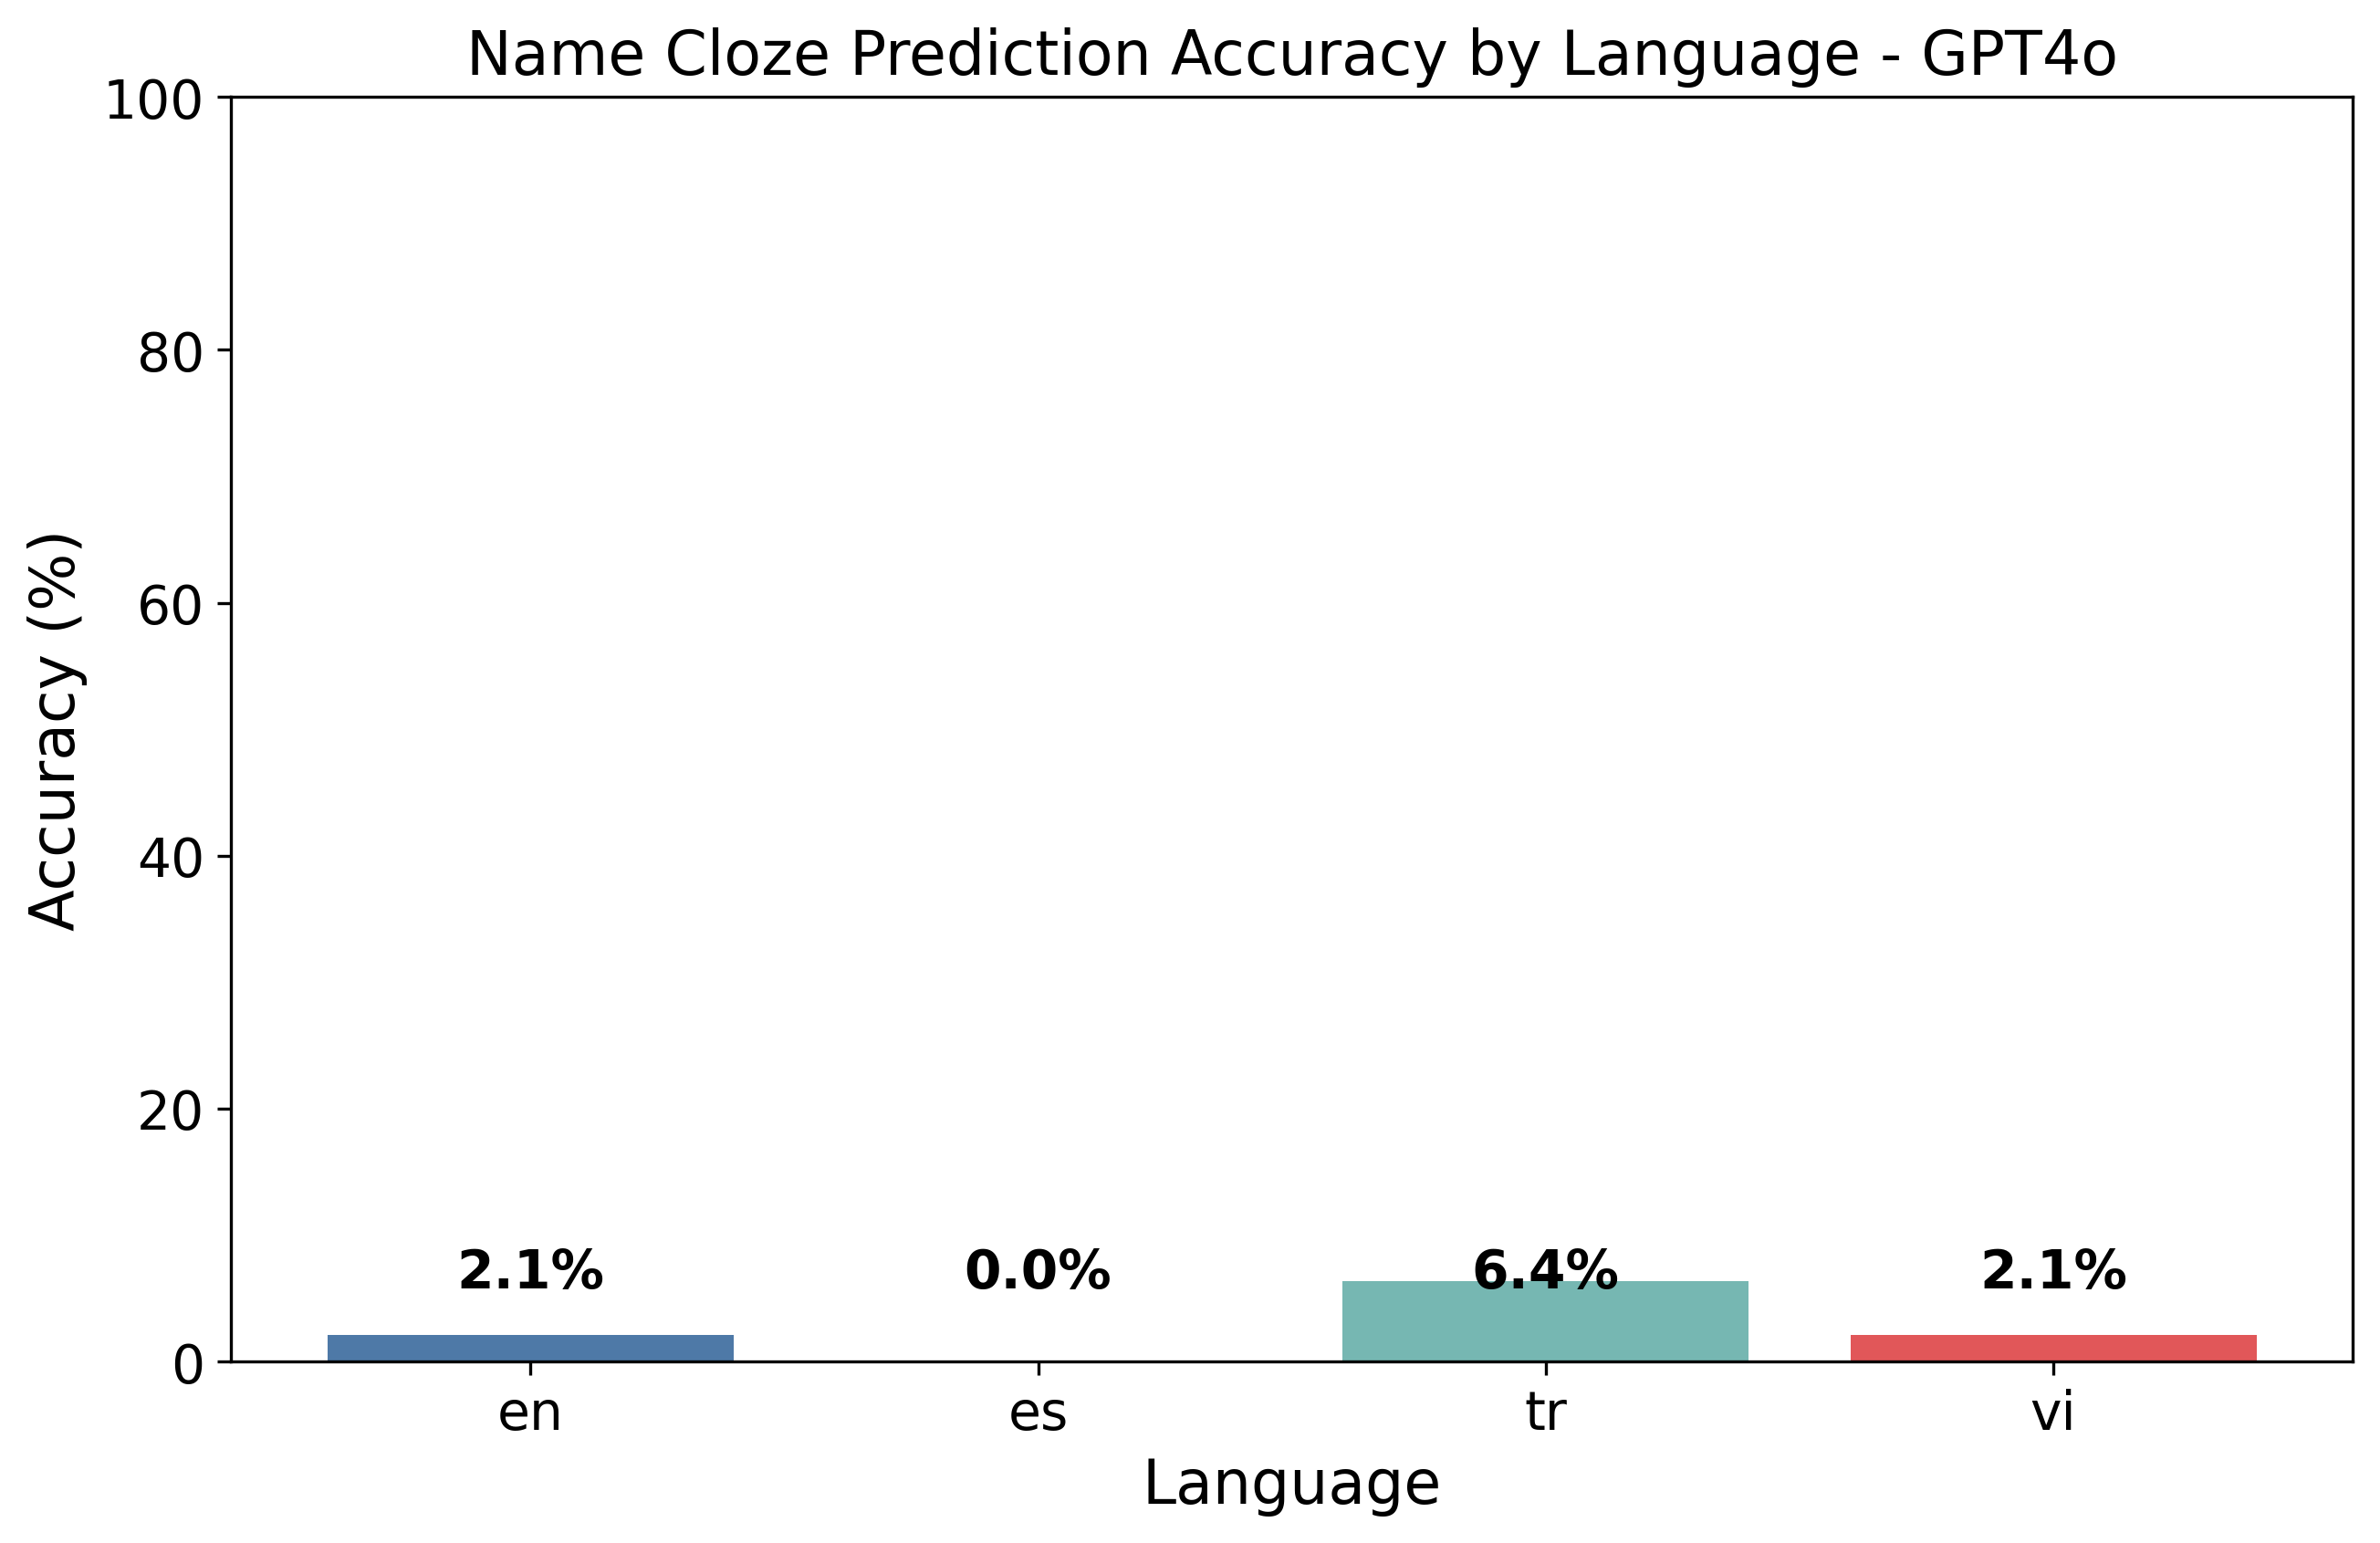 Name Cloze Prediction Accuracy by Language - GPT4o
Accuracy (%)
100
80
60
40
20
0
2.1%
0.0%
6.4%
2.1%
en
es
tr
vi
Language